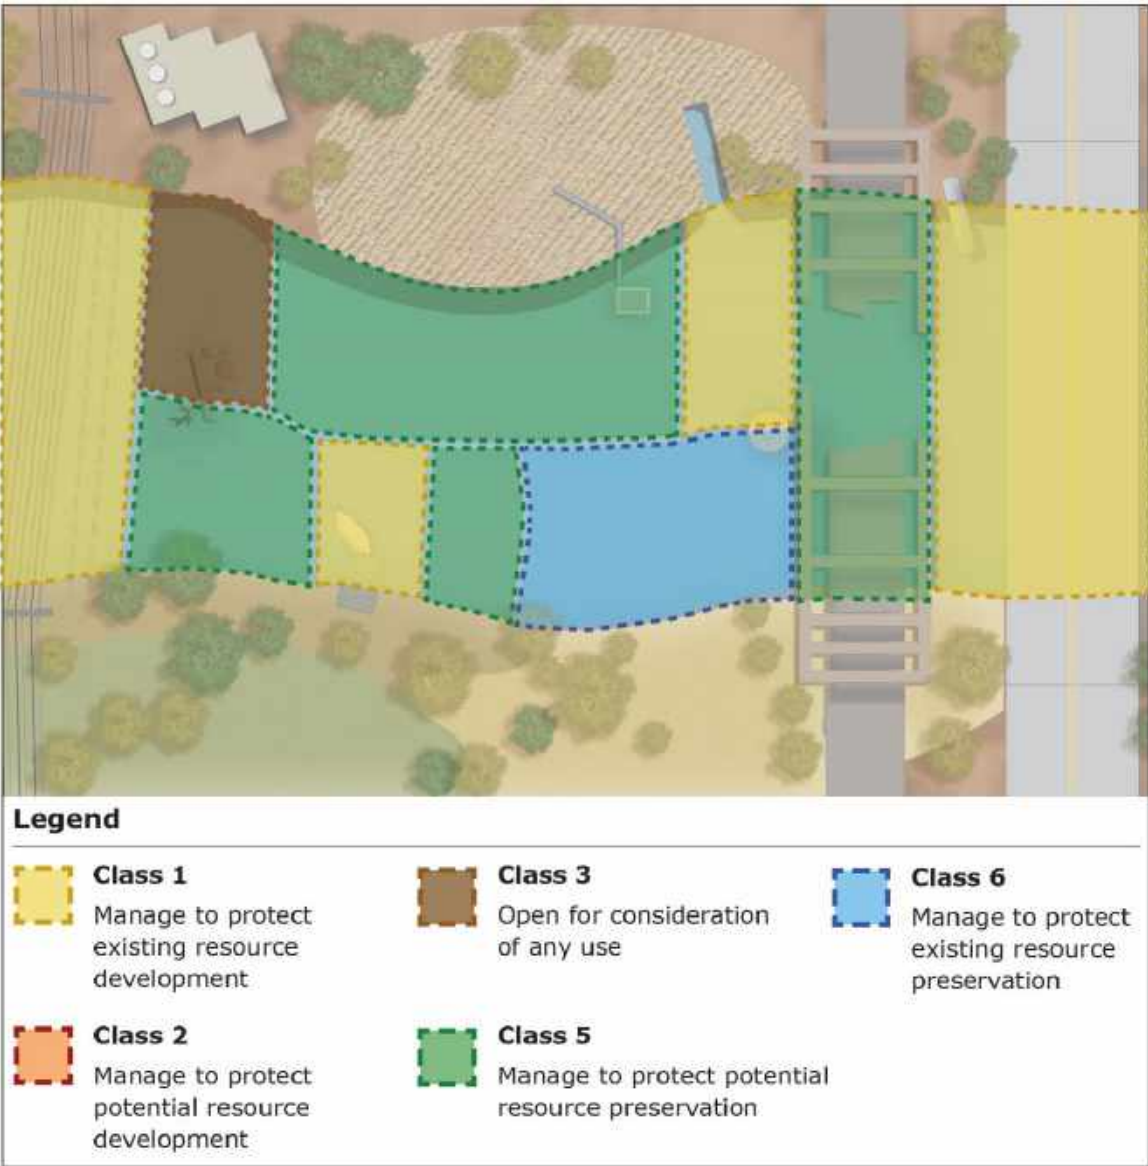 Legend
Class 1
Manage to protect
existing resource
development
Class 2
Manage to protect
potential resource
development
Class 3
Open for consideration
of any use
Class 5
Manage to protect potential
resource preservation
Class 6
Manage to protect
existing resource
preservation